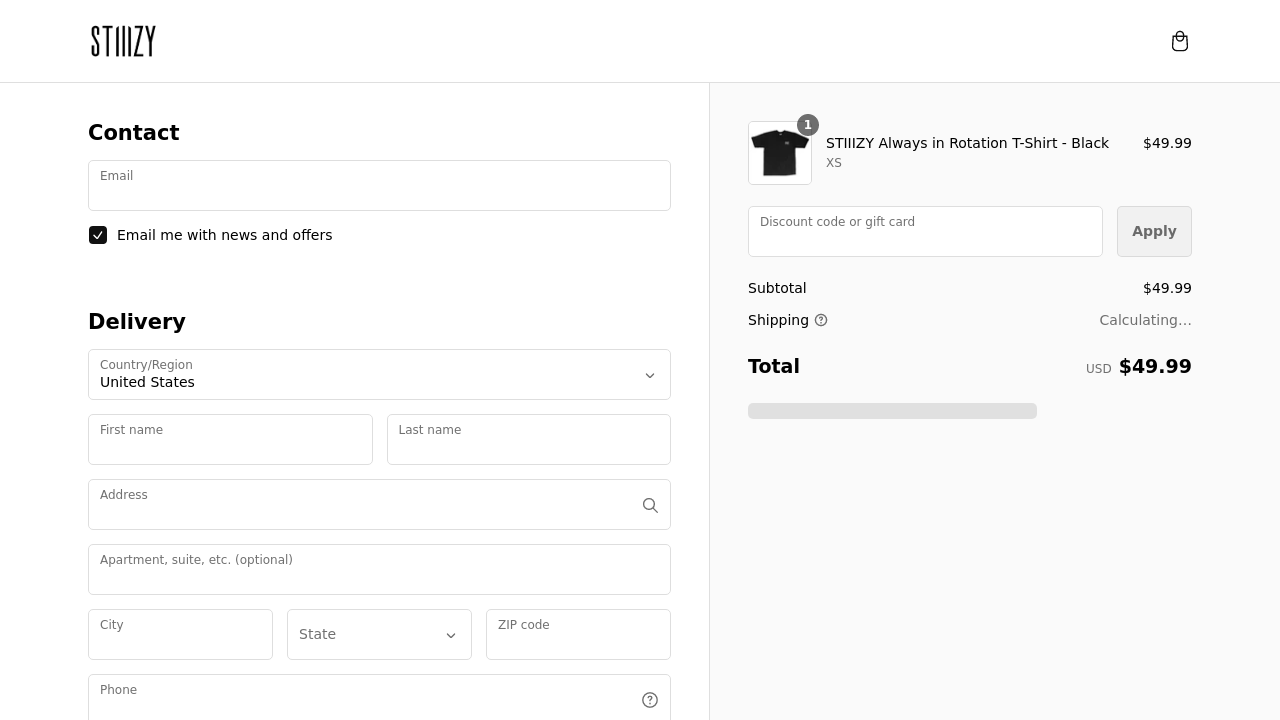 STIIIZY
Contact
Email
Email me with news and offers
Delivery
Country/Region
United States
First name
Last name
Address
Apartment, suite, etc. (optional)
City
State
ZIP code
Phone
1
STIIIZY Always in Rotation T-Shirt - Black
$49.99
XS
Discount code or gift card
Apply
Subtotal
$49.99
Shipping
Calculating...
Total
USD $49.99